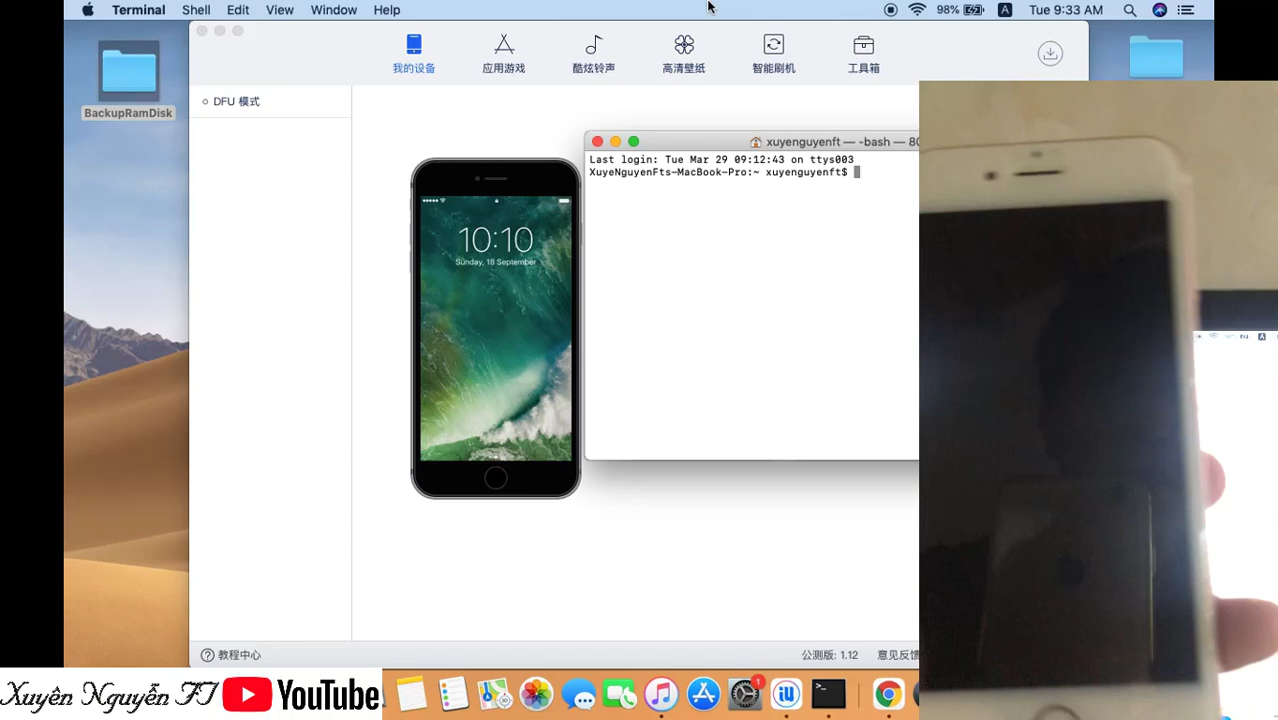 Terminal Shell Edit View Window Help 98% A Tue 9:33 AM
我的设备 应用游戏 酷炫铃声 高清壁纸 智能刷机 工具箱
BackupRamDisk
DFU 模式
xuyenguyenft — -bash — 80
Last login: Tue Mar 29 09:12:43 on ttys003
XuyeNguyenFts-MacBook-Pro:~ xuyenguyenft$
10:10
Sunday, 18 September
教程中心 公测版: 1.12 意见反馈
Xuyên Nguyễn FT YouTube
iU 1